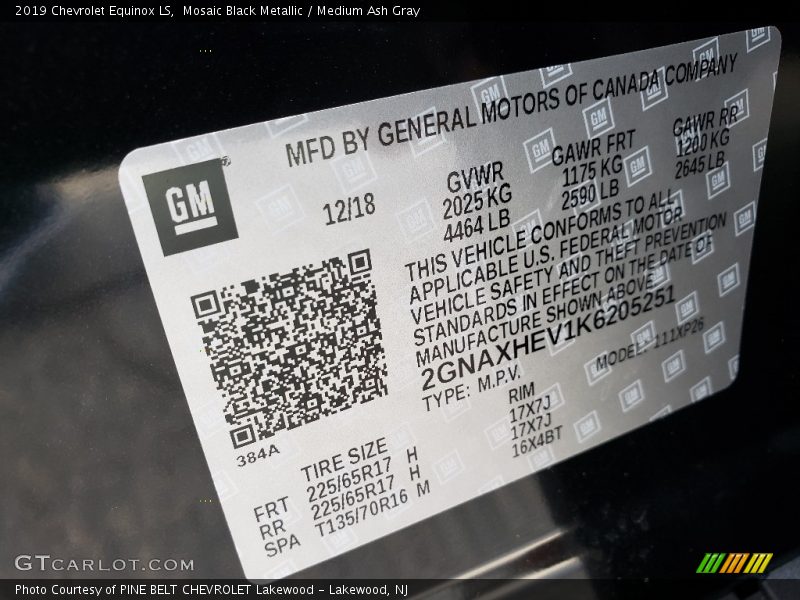 2019 Chevrolet Equinox LS, Mosaic Black Metallic / Medium Ash Gray
MFD BY GENERAL MOTORS OF CANADA COMPANY
GM®
12/18
GVWR
2025 KG
4464 LB
GAWR FRT
1175 KG
2590 LB
GAWR RR
1200 KG
2645 LB
THIS VEHICLE CONFORMS TO ALL
APPLICABLE U.S. FEDERAL MOTOR
VEHICLE SAFETY AND THEFT PREVENTION
STANDARDS IN EFFECT ON THE DATE OF
MANUFACTURE SHOWN ABOVE.
2GNAXHEV1K6205251
TYPE: M.P.V. MODEL: 111XP26
384A
TIRE SIZE RIM
FRT 225/65R17 H 17X7J
RR 225/65R17 H 17X7J
SPA T135/70R16 M 16X4BT
GTCARLOT.COM
Photo Courtesy of PINE BELT CHEVROLET Lakewood - Lakewood, NJ